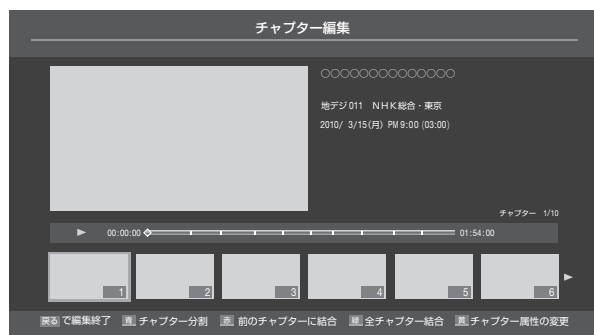 チャプター編集
○○○○○○○○○○○○○○
地デジ011 NHK総合・東京
2010/ 3/15(月) PM 9:00 (03:00)
チャプター 1/10
00:00:00 01:54:00
1 2 3 4 5 6
戻る で編集終了 青 チャプター分割 赤 前のチャプターに結合 緑 全チャプター結合 黄 チャプター属性の変更